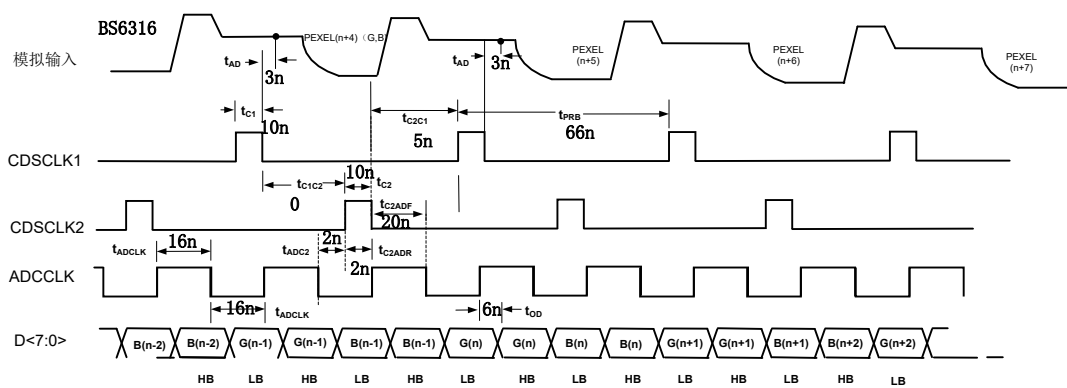 BS6316
模拟输入
PEXEL(n+4)（G,B）
PEXEL
(n+5)
PEXEL
(n+6)
PEXEL
(n+7)
tAD
3n
tAD
3n
tC1
10n
tC2C1
5n
tPRB
66n
CDSCLK1
tC1C2
0
10n
tC2
tC2ADF
20n
CDSCLK2
tADCLK
16n
tADC2
2n
tC2ADR
2n
ADCCLK
16n
tADCLK
6n
tOD
D<7:0>
B(n-2) B(n-2) G(n-1) G(n-1) B(n-1) B(n-1) G(n) G(n) B(n) B(n) G(n+1) G(n+1) B(n+1) B(n+2) G(n+2)
HB LB HB LB HB LB HB LB HB LB HB LB HB LB